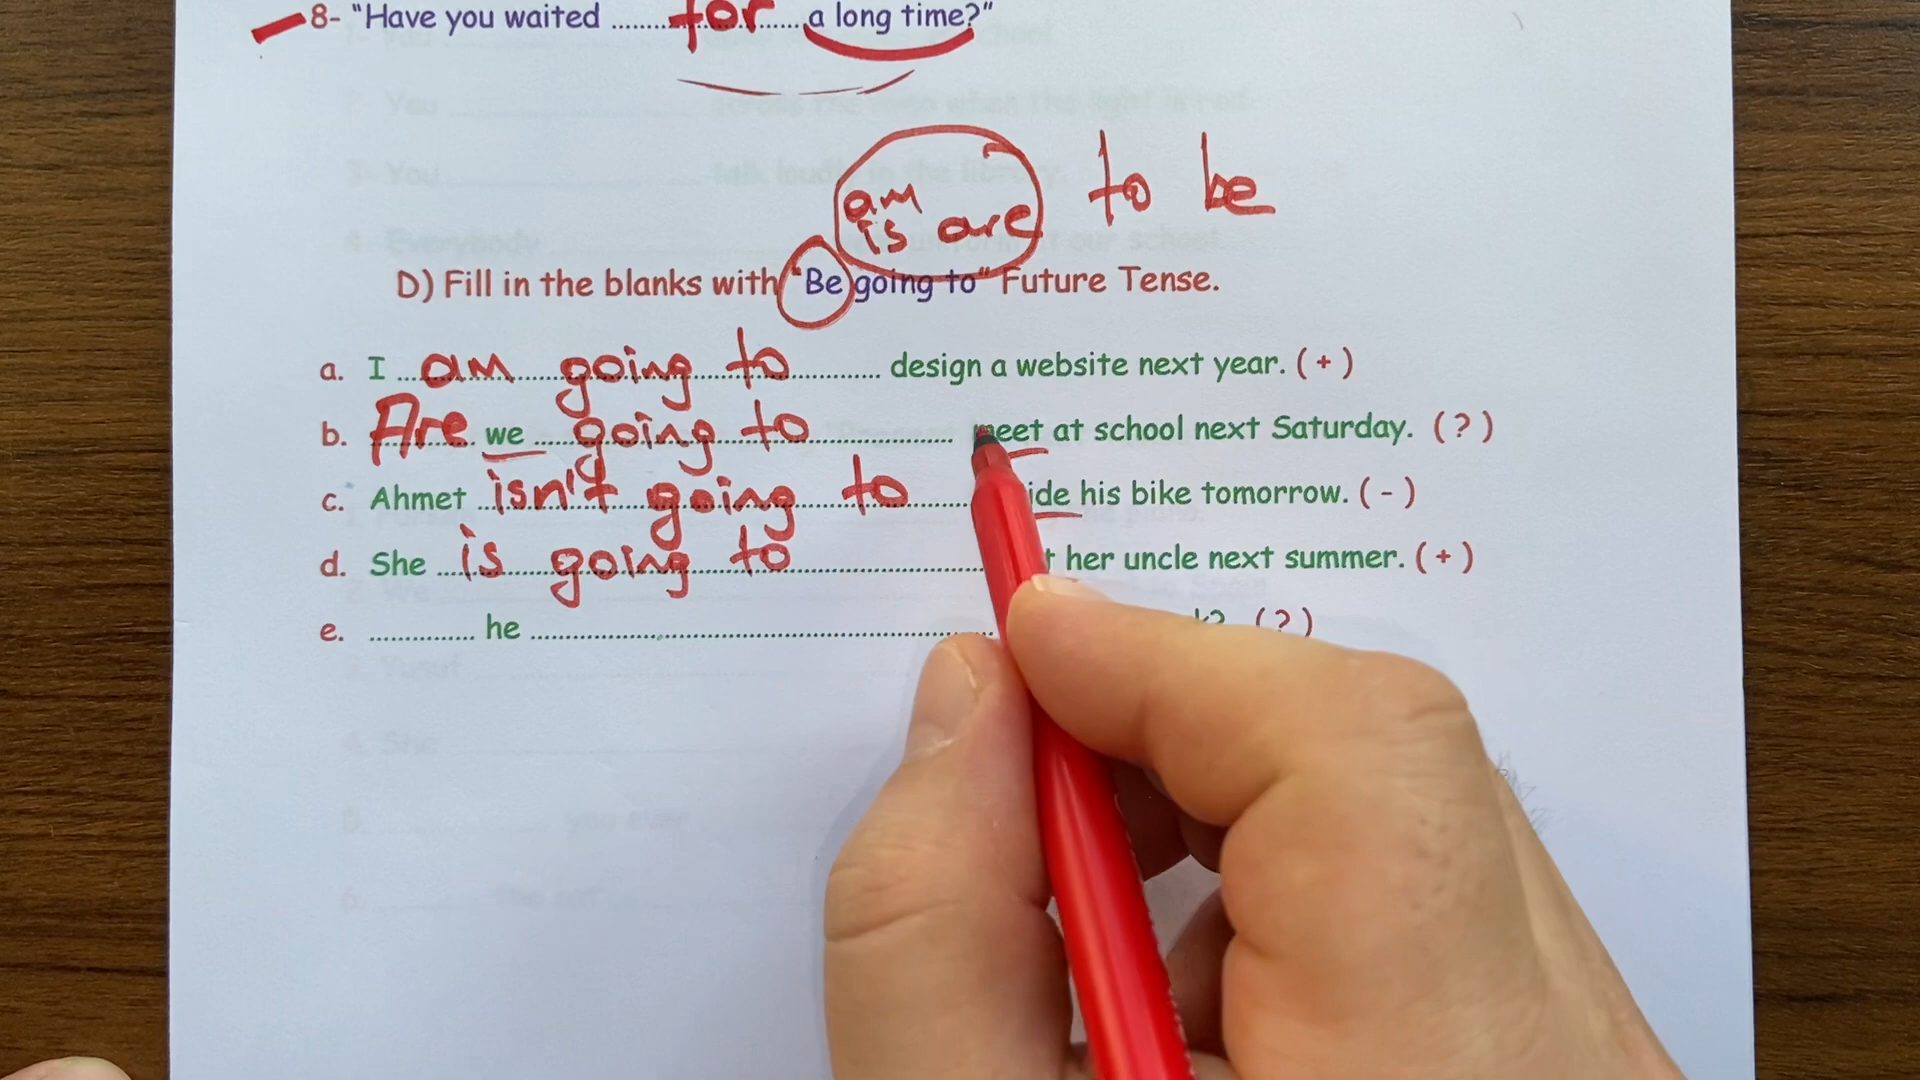 8- “Have you waited ......... for ......a long time?”
am
is are
to be
D) Fill in the blanks with “Be going to” Future Tense.
a. I am going to design a website next year. ( + )
b. Are we going to meet at school next Saturday. ( ? )
c. Ahmet isn't going to ide his bike tomorrow. ( - )
d. She is going to t her uncle next summer. ( + )
e. .............. he ................................................ ( ? )